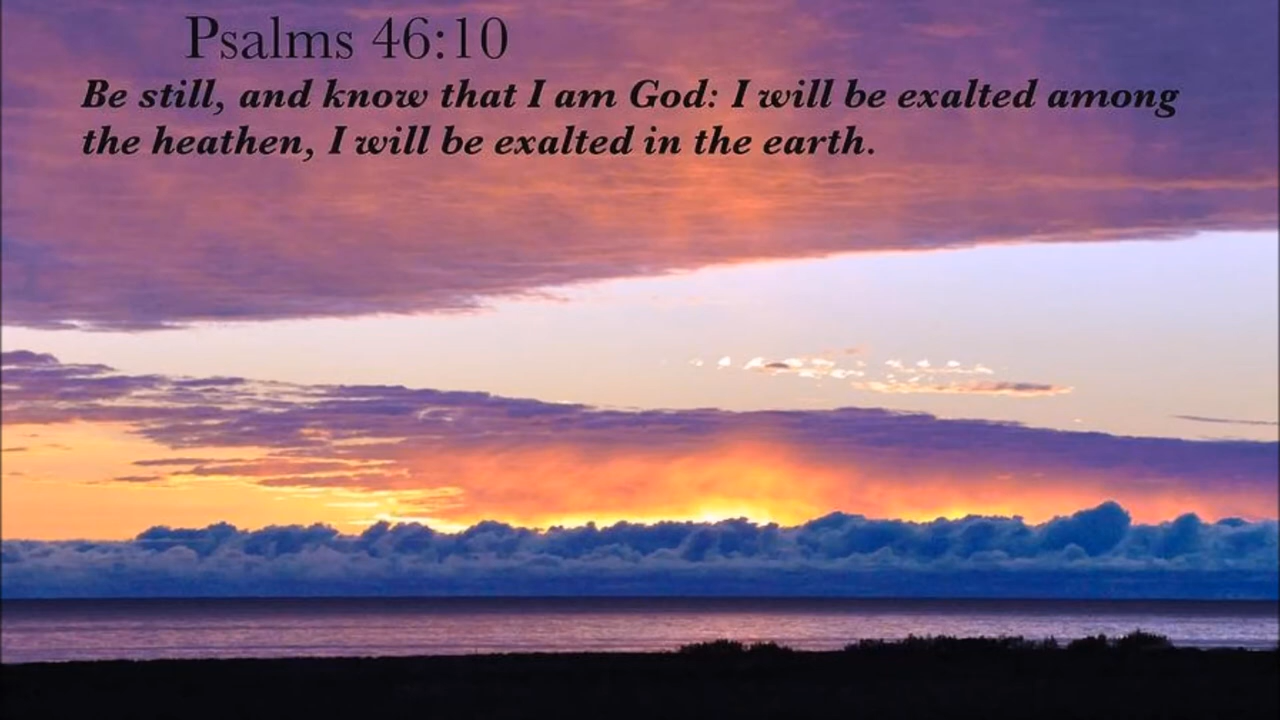 Psalms 46:10
Be still, and know that I am God: I will be exalted among
the heathen, I will be exalted in the earth.